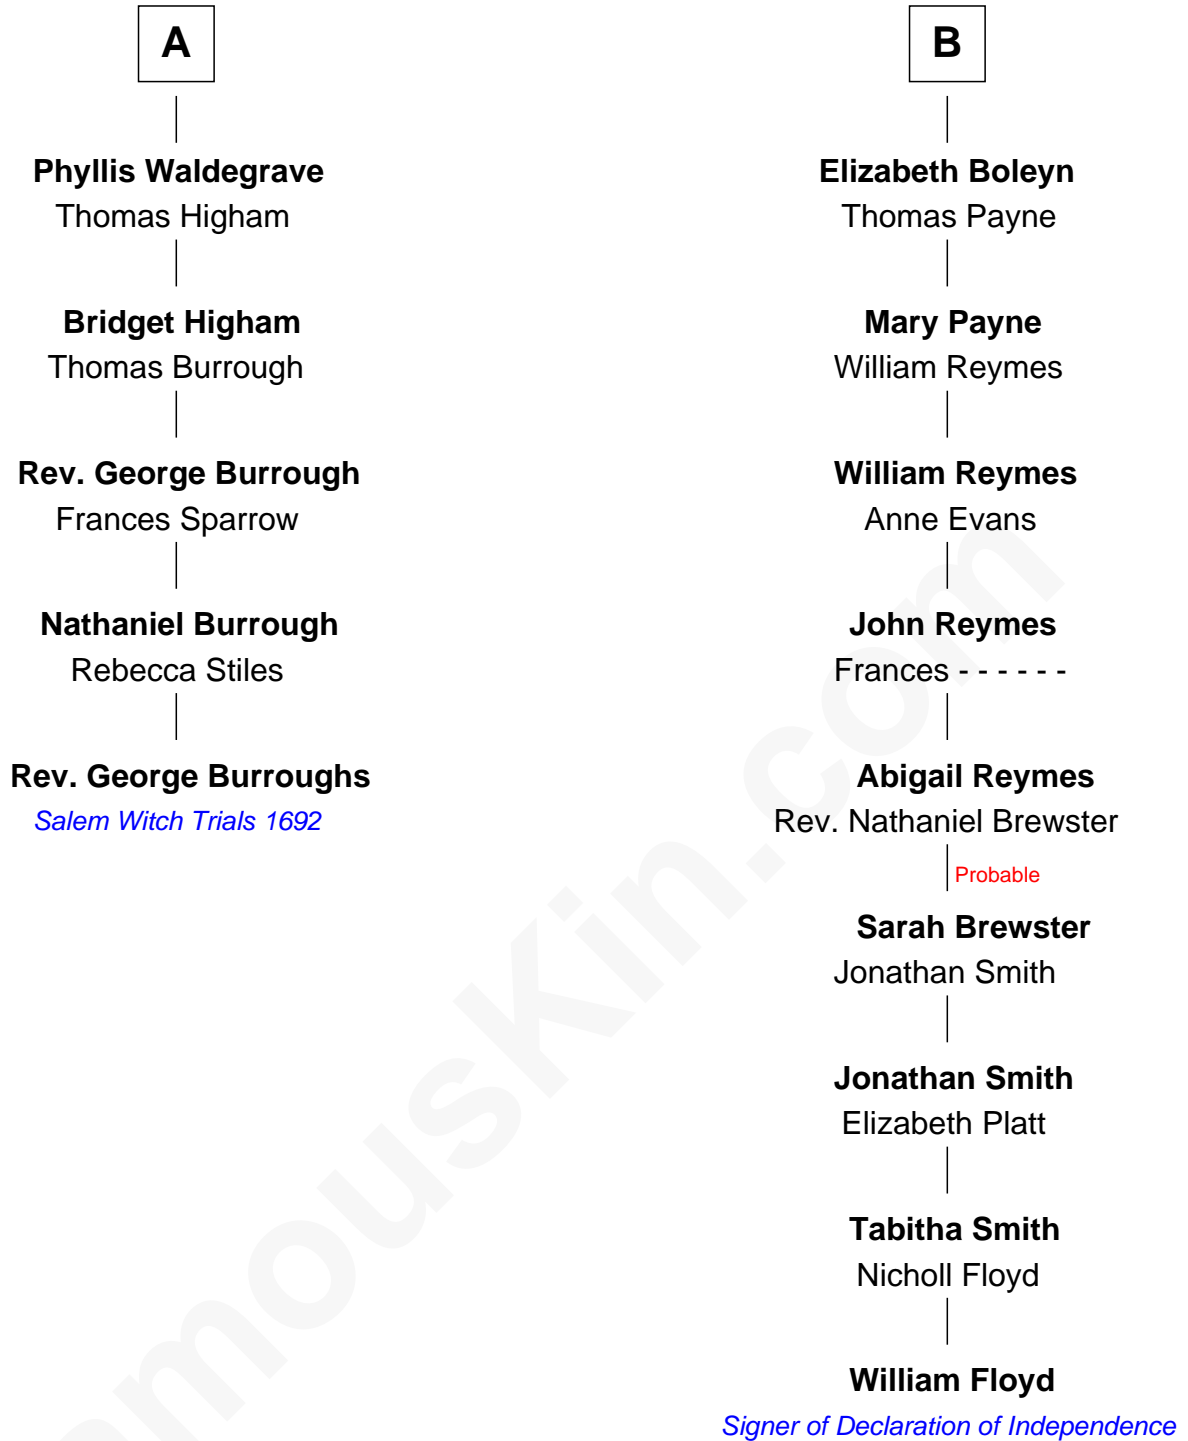 A
Phyllis Waldegrave
Thomas Higham
Bridget Higham
Thomas Burrough
Rev. George Burrough
Frances Sparrow
Nathaniel Burrough
Rebecca Stiles
Rev. George Burroughs
Salem Witch Trials 1692
B
Elizabeth Boleyn
Thomas Payne
Mary Payne
William Reymes
William Reymes
Anne Evans
John Reymes
Frances - - - - - -
Abigail Reymes
Rev. Nathaniel Brewster
Probable
Sarah Brewster
Jonathan Smith
Jonathan Smith
Elizabeth Platt
Tabitha Smith
Nicholl Floyd
William Floyd
Signer of Declaration of Independence
amouskin.com